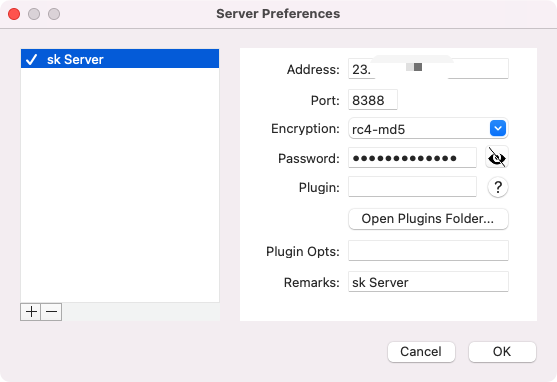 Server Preferences
sk Server
Address: 23.
Port: 8388
Encryption: rc4-md5
Password: •••••••••••••
Plugin:
?
Open Plugins Folder...
Plugin Opts:
Remarks: sk Server
Cancel OK